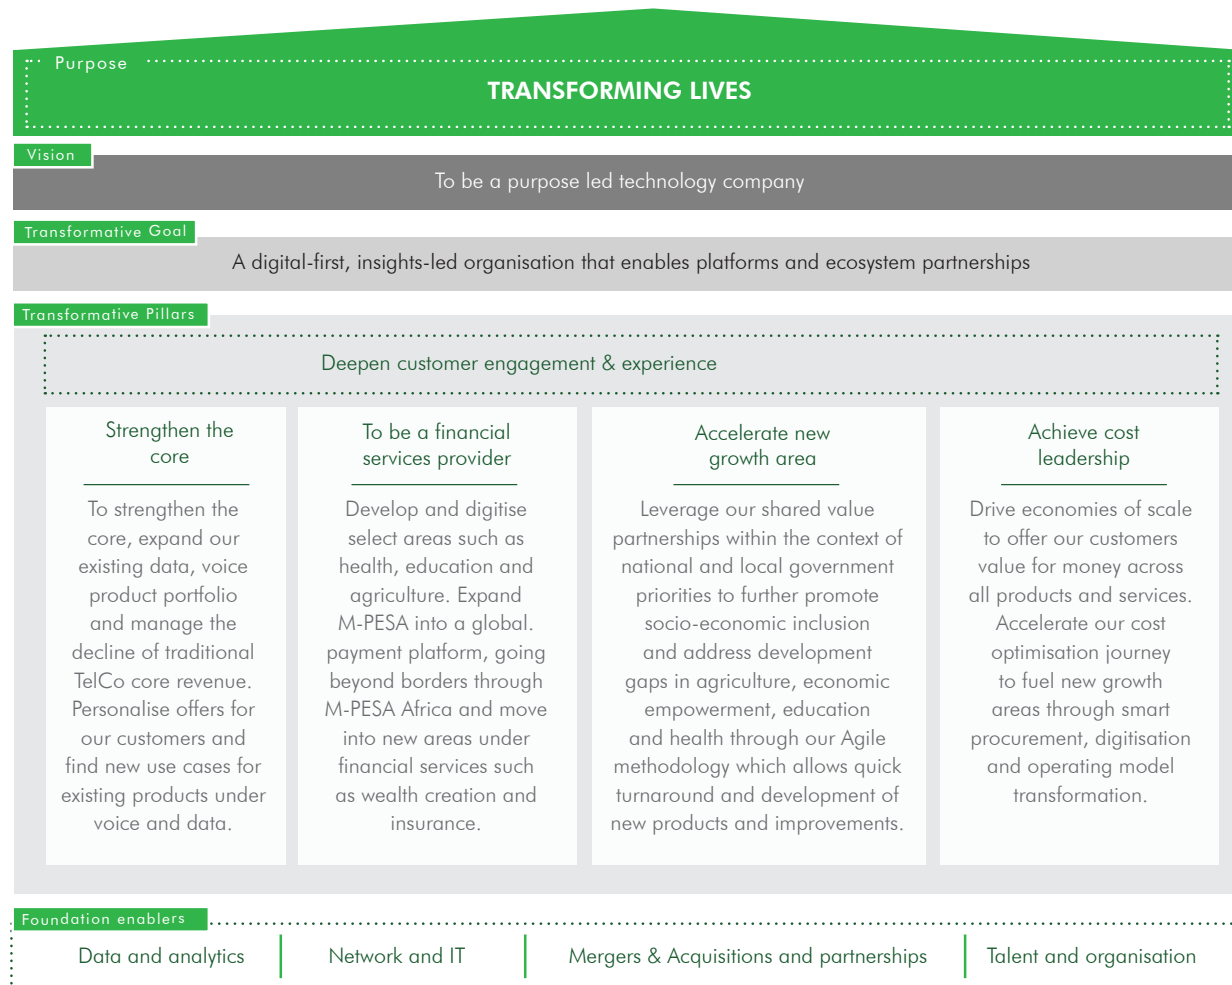 Purpose
TRANSFORMING LIVES
Vision
To be a purpose led technology company
Transformative Goal
A digital-first, insights-led organisation that enables platforms and ecosystem partnerships
Transformative Pillars
Deepen customer engagement & experience
Strengthen the
core
To strengthen the
core, expand our
existing data, voice
product portfolio
and manage the
decline of traditional
TelCo core revenue.
Personalise offers for
our customers and
find new use cases for
existing products under
voice and data.
To be a financial
services provider
Develop and digitise
select areas such as
health, education and
agriculture. Expand
M-PESA into a global.
payment platform, going
beyond borders through
M-PESA Africa and move
into new areas under
financial services such
as wealth creation and
insurance.
Accelerate new
growth area
Leverage our shared value
partnerships within the context of
national and local government
priorities to further promote
socio-economic inclusion
and address development
gaps in agriculture, economic
empowerment, education
and health through our Agile
methodology which allows quick
turnaround and development of
new products and improvements.
Achieve cost
leadership
Drive economies of scale
to offer our customers
value for money across
all products and services.
Accelerate our cost
optimisation journey
to fuel new growth
areas through smart
procurement, digitisation
and operating model
transformation.
Foundation enablers
Data and analytics
Network and IT
Mergers & Acquisitions and partnerships
Talent and organisation